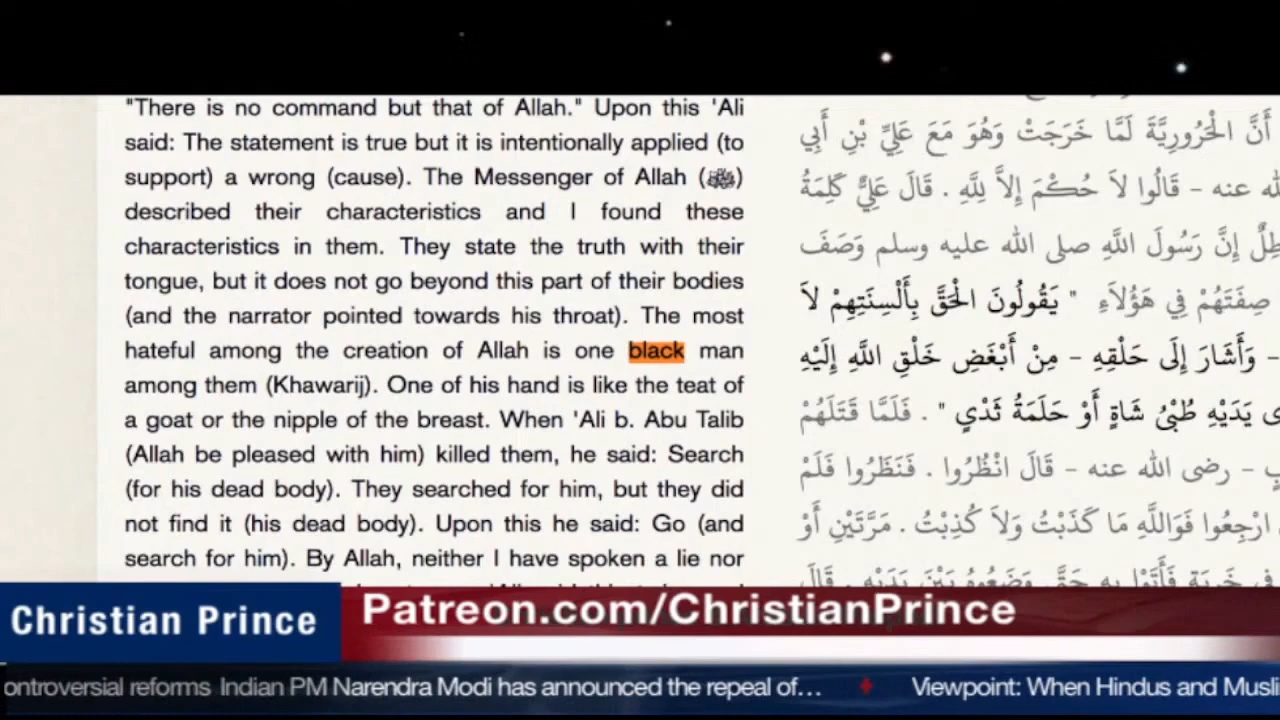 "There is no command but that of Allah." Upon this 'Ali
said: The statement is true but it is intentionally applied (to
support) a wrong (cause). The Messenger of Allah (ﷺ)
described their characteristics and I found these
characteristics in them. They state the truth with their
tongue, but it does not go beyond this part of their bodies
(and the narrator pointed towards his throat). The most
hateful among the creation of Allah is one black man
among them (Khawarij). One of his hand is like the teat of
a goat or the nipple of the breast. When 'Ali b. Abu Talib
(Allah be pleased with him) killed them, he said: Search
(for his dead body). They searched for him, but they did
not find it (his dead body). Upon this he said: Go (and
search for him). By Allah, neither I have spoken a lie nor
أَنَّ الْحَرُورِيَّةَ لَمَّا خَرَجَتْ وَهُوَ مَعَ عَلِيِّ بْنِ أَبِي
عنه - قَالُوا لاَ حُكْمَ إِلاَّ لِلَّهِ . قَالَ عَلِيٌّ كَلِمَةُ
إِنَّ رَسُولَ اللَّهِ صلى الله عليه وسلم وَصَفَ
صِفَتَهُمْ فِي هَؤُلاَءِ " يَقُولُونَ الْحَقَّ بِأَلْسِنَتِهِمْ لاَ
- وَأَشَارَ إِلَى حَلْقِهِ - مِنْ أَبْغَضِ خَلْقِ اللَّهِ إِلَيْهِ
يَدَيْهِ طُبْىُ شَاةٍ أَوْ حَلَمَةُ ثَدْيٍ " . فَلَمَّا قَتَلَهُمْ
- رضى الله عنه - قَالَ انْظُرُوا . فَنَظَرُوا فَلَمْ
ارْجِعُوا فَوَاللَّهِ مَا كَذَبْتُ وَلاَ كُذِبْتُ . مَرَّتَيْنِ أَوْ
Christian Prince
Patreon.com/ChristianPrince
ontroversial reforms Indian PM Narendra Modi has announced the repeal of… Viewpoint: When Hindus and Musli